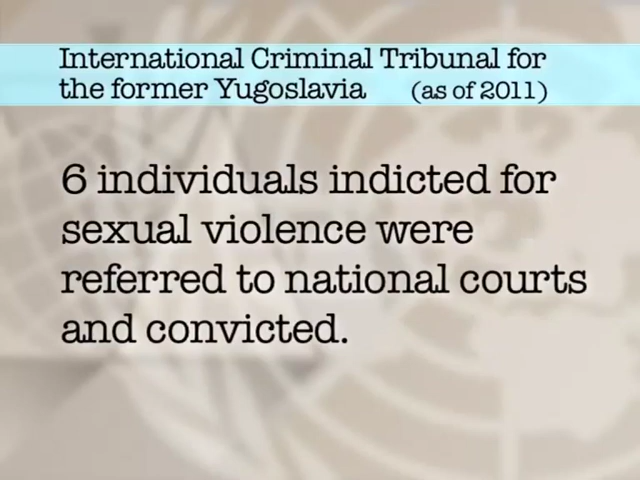 International Criminal Tribunal for
the former Yugoslavia (as of 2011)
6 individuals indicted for
sexual violence were
referred to national courts
and convicted.